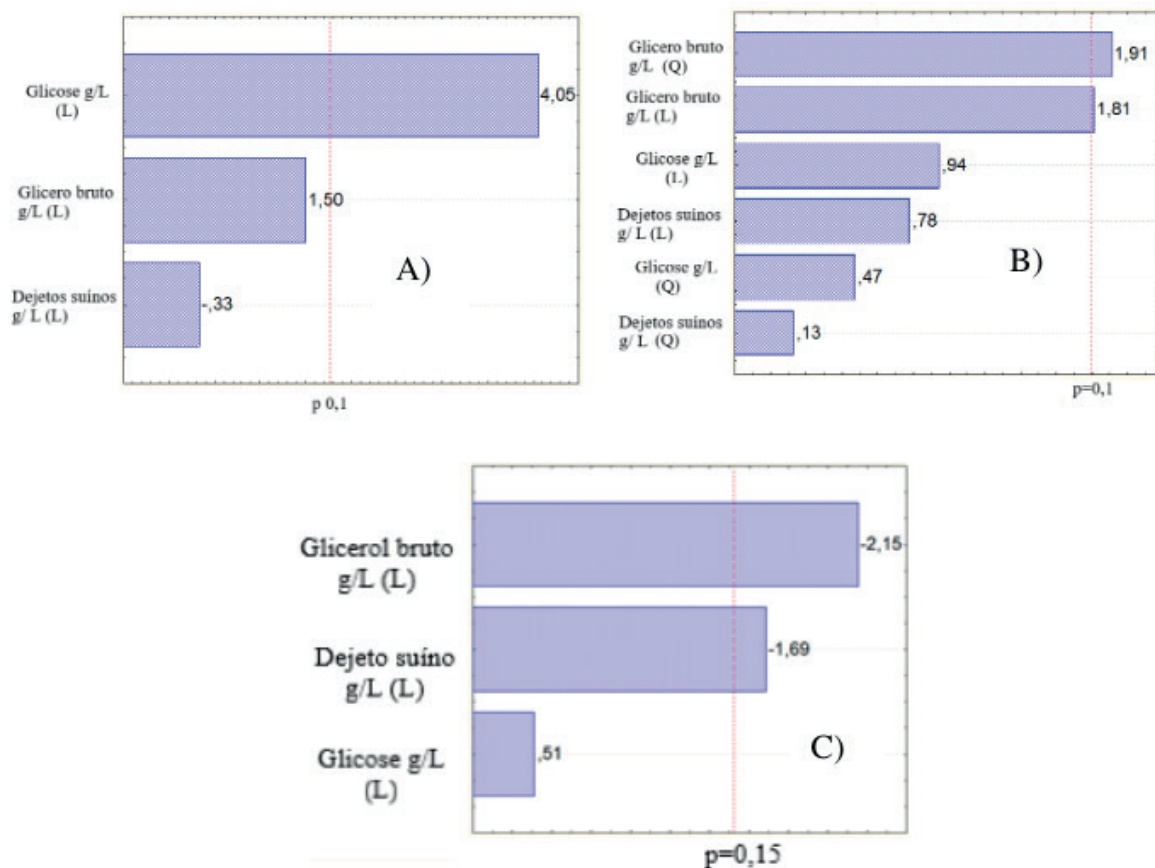 Glicose g/L
(L)
4,05
Glicero bruto
g/L (L)
1,50
Dejetos suínos
g/ L (L)
-,33
A)
p 0,1
Glicero bruto
g/L (Q)
1,91
Glicero bruto
g/L (L)
1,81
Glicose g/L
(L)
,94
Dejetos suínos
g/ L (L)
,78
Glicose g/L
(Q)
,47
Dejetos suínos
g/ L (Q)
,13
B)
p=0,1
Glicerol bruto
g/L (L)
-2,15
Dejeto suíno
g/L (L)
-1,69
Glicose g/L
(L)
,51
C)
p=0,15